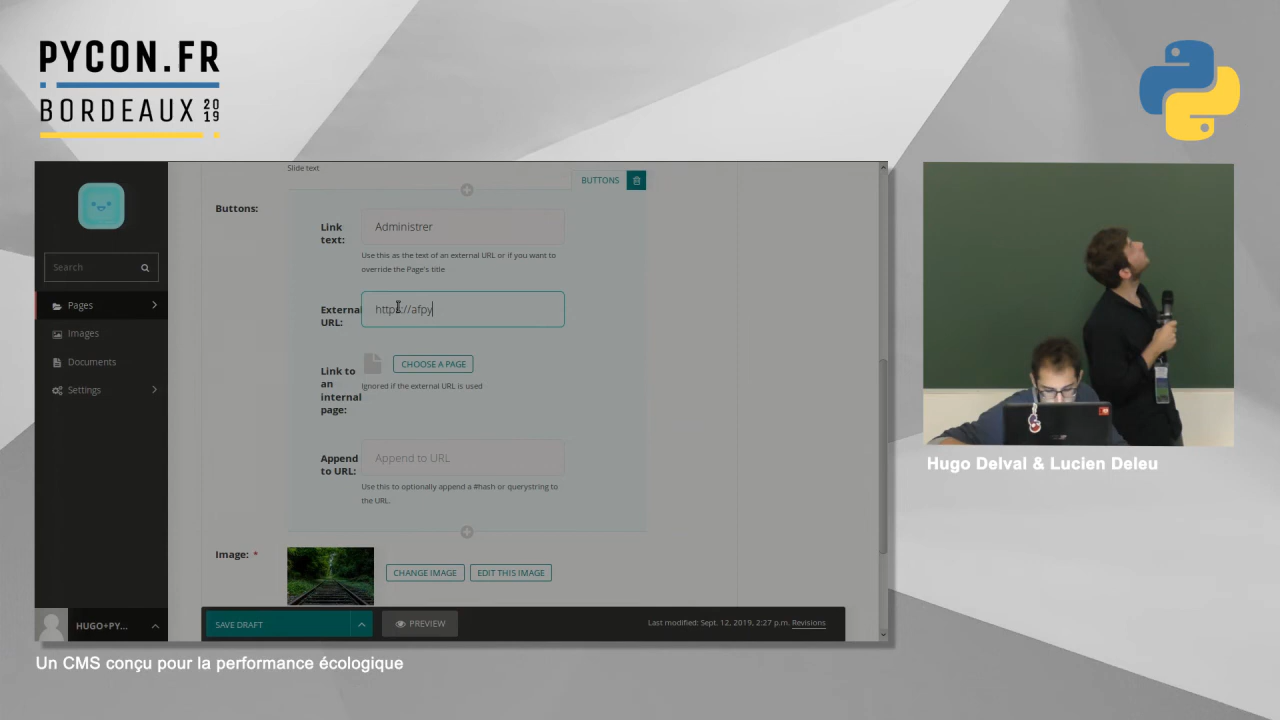 PYCON.FR
BORDEAUX 2019
Slide text
BUTTONS
Buttons:
Link text:
Administrer
Use this as the text of an external URL or if you want to
override the Page's title
External URL:
https://afpy
Search
Pages
Images
Documents
Settings
Link to an internal page:
CHOOSE A PAGE
Ignored if the external URL is used
Append to URL:
Append to URL
Use this to optionally append a #hash or querystring to
the URL.
Image: *
CHANGE IMAGE
EDIT THIS IMAGE
HUGO+PY...
SAVE DRAFT
PREVIEW
Last modified: Sept. 12, 2019, 2:27 p.m. Revisions
Hugo Delval & Lucien Deleu
Un CMS conçu pour la performance écologique